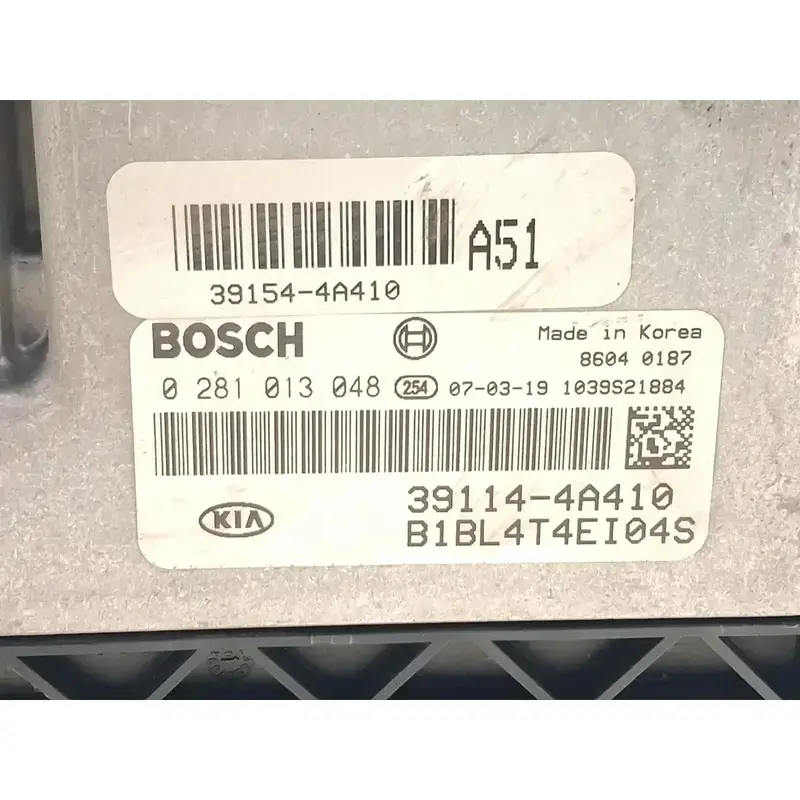 A51
39154-4A410
BOSCH
Made in Korea
8604 0187
0 281 013 048 254 07-03-19 1039S21884
KIA
39114-4A410
B1BL4T4EI04S